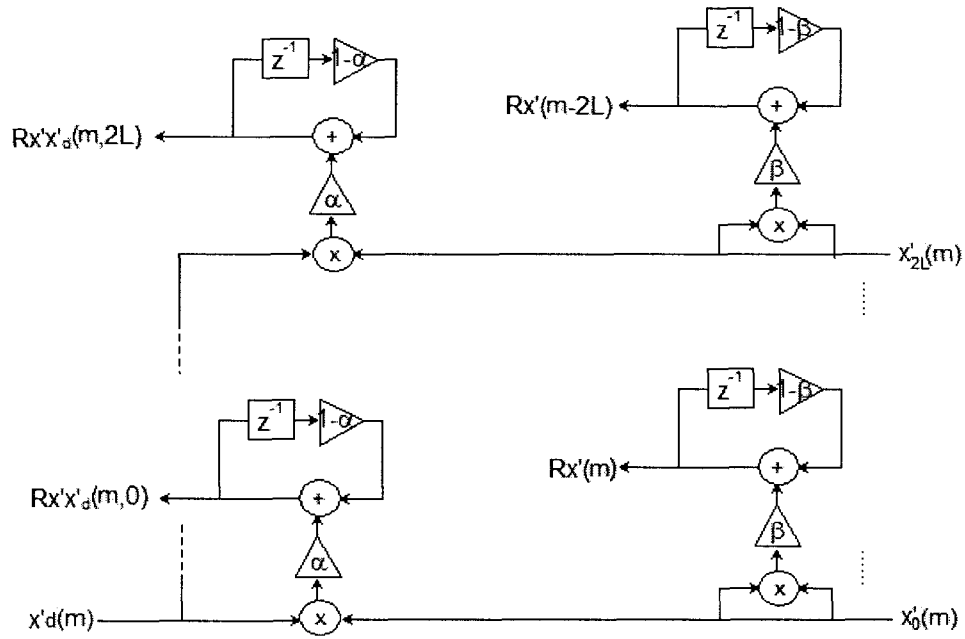 z⁻¹ 1-β
z⁻¹ 1-α
Rx'(m-2L) +
Rx'x'd(m,2L) +
β
α
x
x x'2L(m)
z⁻¹ 1-β
z⁻¹ 1-α
Rx'(m) +
Rx'x'd(m,0) +
β
α
x
x'd(m) x x'0(m)